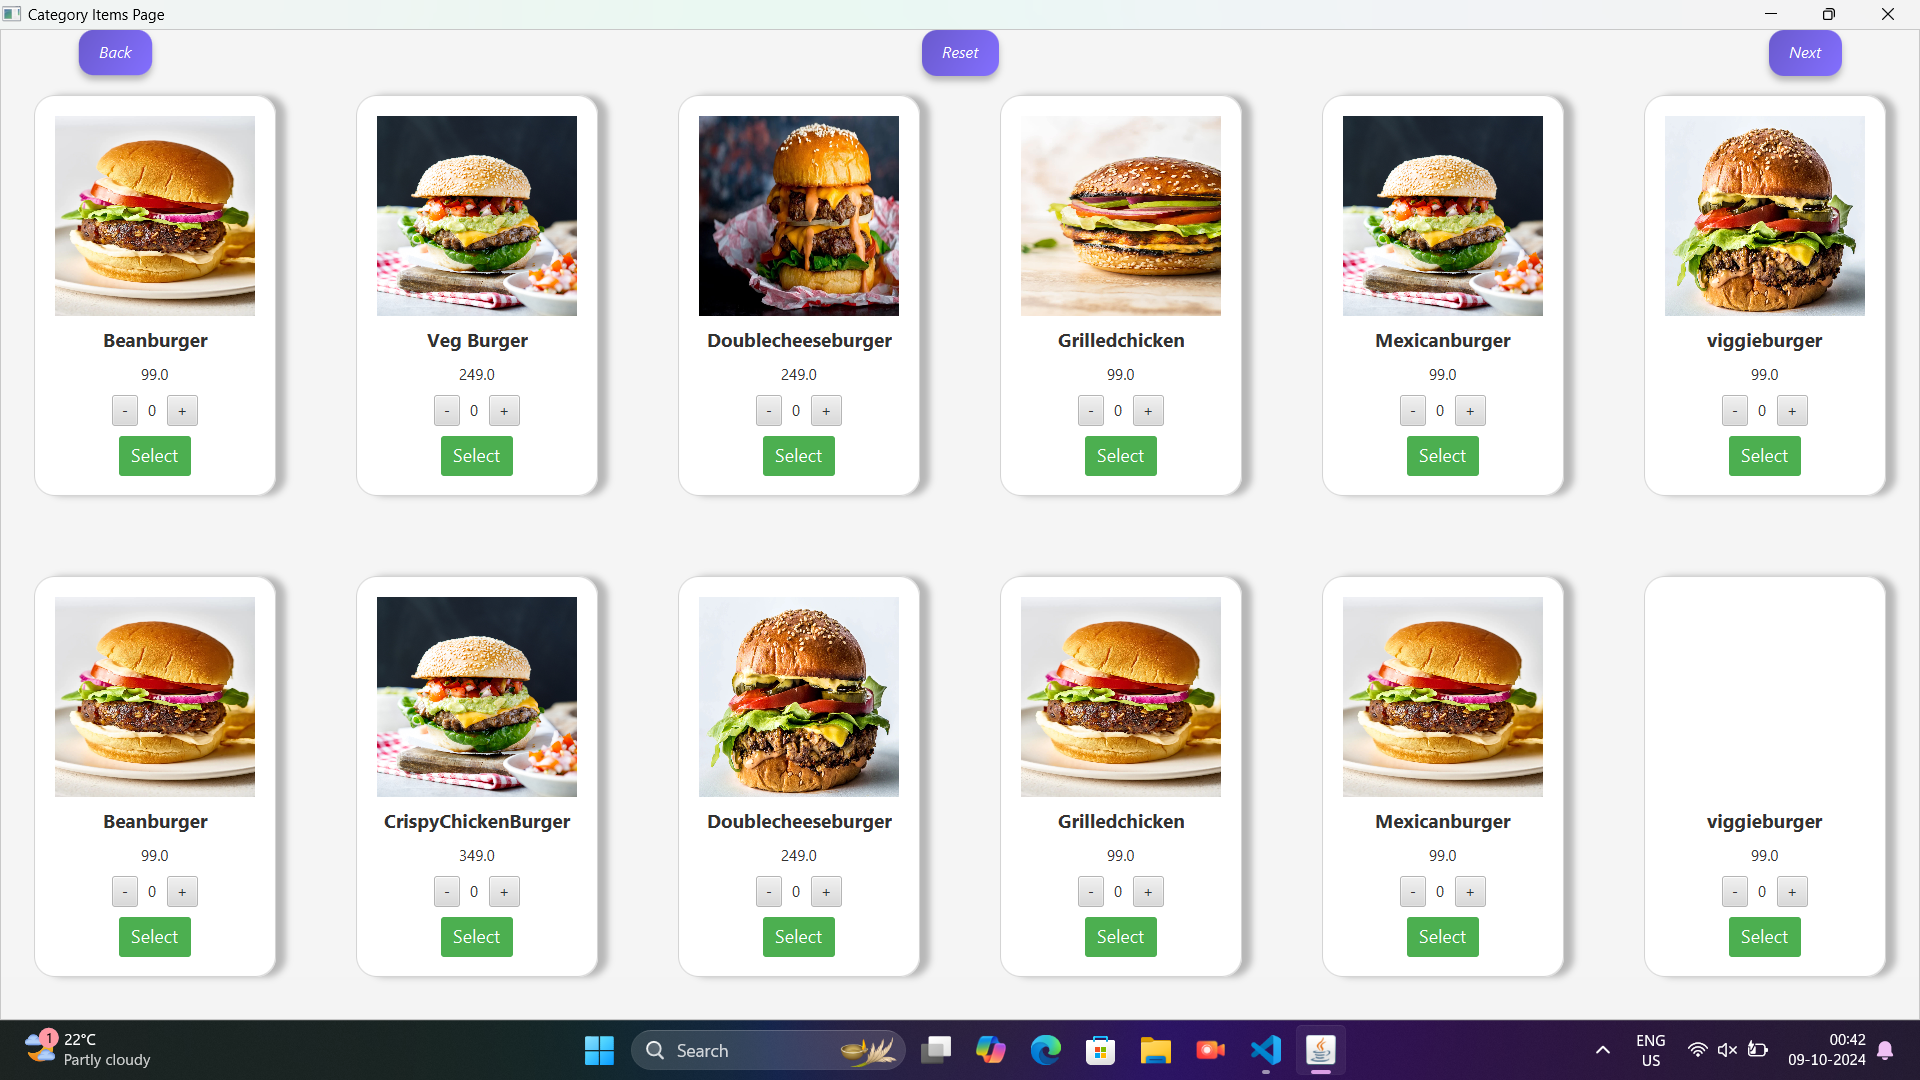 Category Items Page
Back
Reset
Next
Beanburger
99.0
- 0 +
Select
Veg Burger
249.0
- 0 +
Select
Doublecheeseburger
249.0
- 0 +
Select
Grilledchicken
99.0
- 0 +
Select
Mexicanburger
99.0
- 0 +
Select
viggieburger
99.0
- 0 +
Select
Beanburger
99.0
- 0 +
Select
CrispyChickenBurger
349.0
- 0 +
Select
Doublecheeseburger
249.0
- 0 +
Select
Grilledchicken
99.0
- 0 +
Select
Mexicanburger
99.0
- 0 +
Select
viggieburger
99.0
- 0 +
Select
1
22°C
Partly cloudy
Search
ENG
US
00:42
09-10-2024